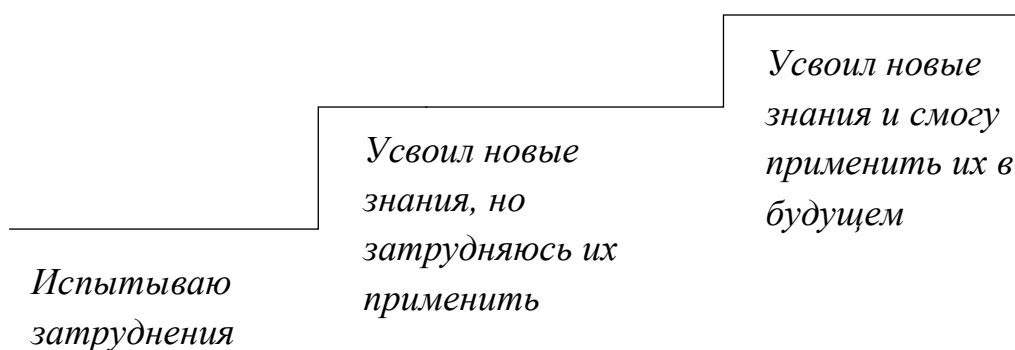 Испытываю
затруднения
Усвоил новые
знания, но
затрудняюсь их
применить
Усвоил новые
знания и смогу
применить их в
будущем